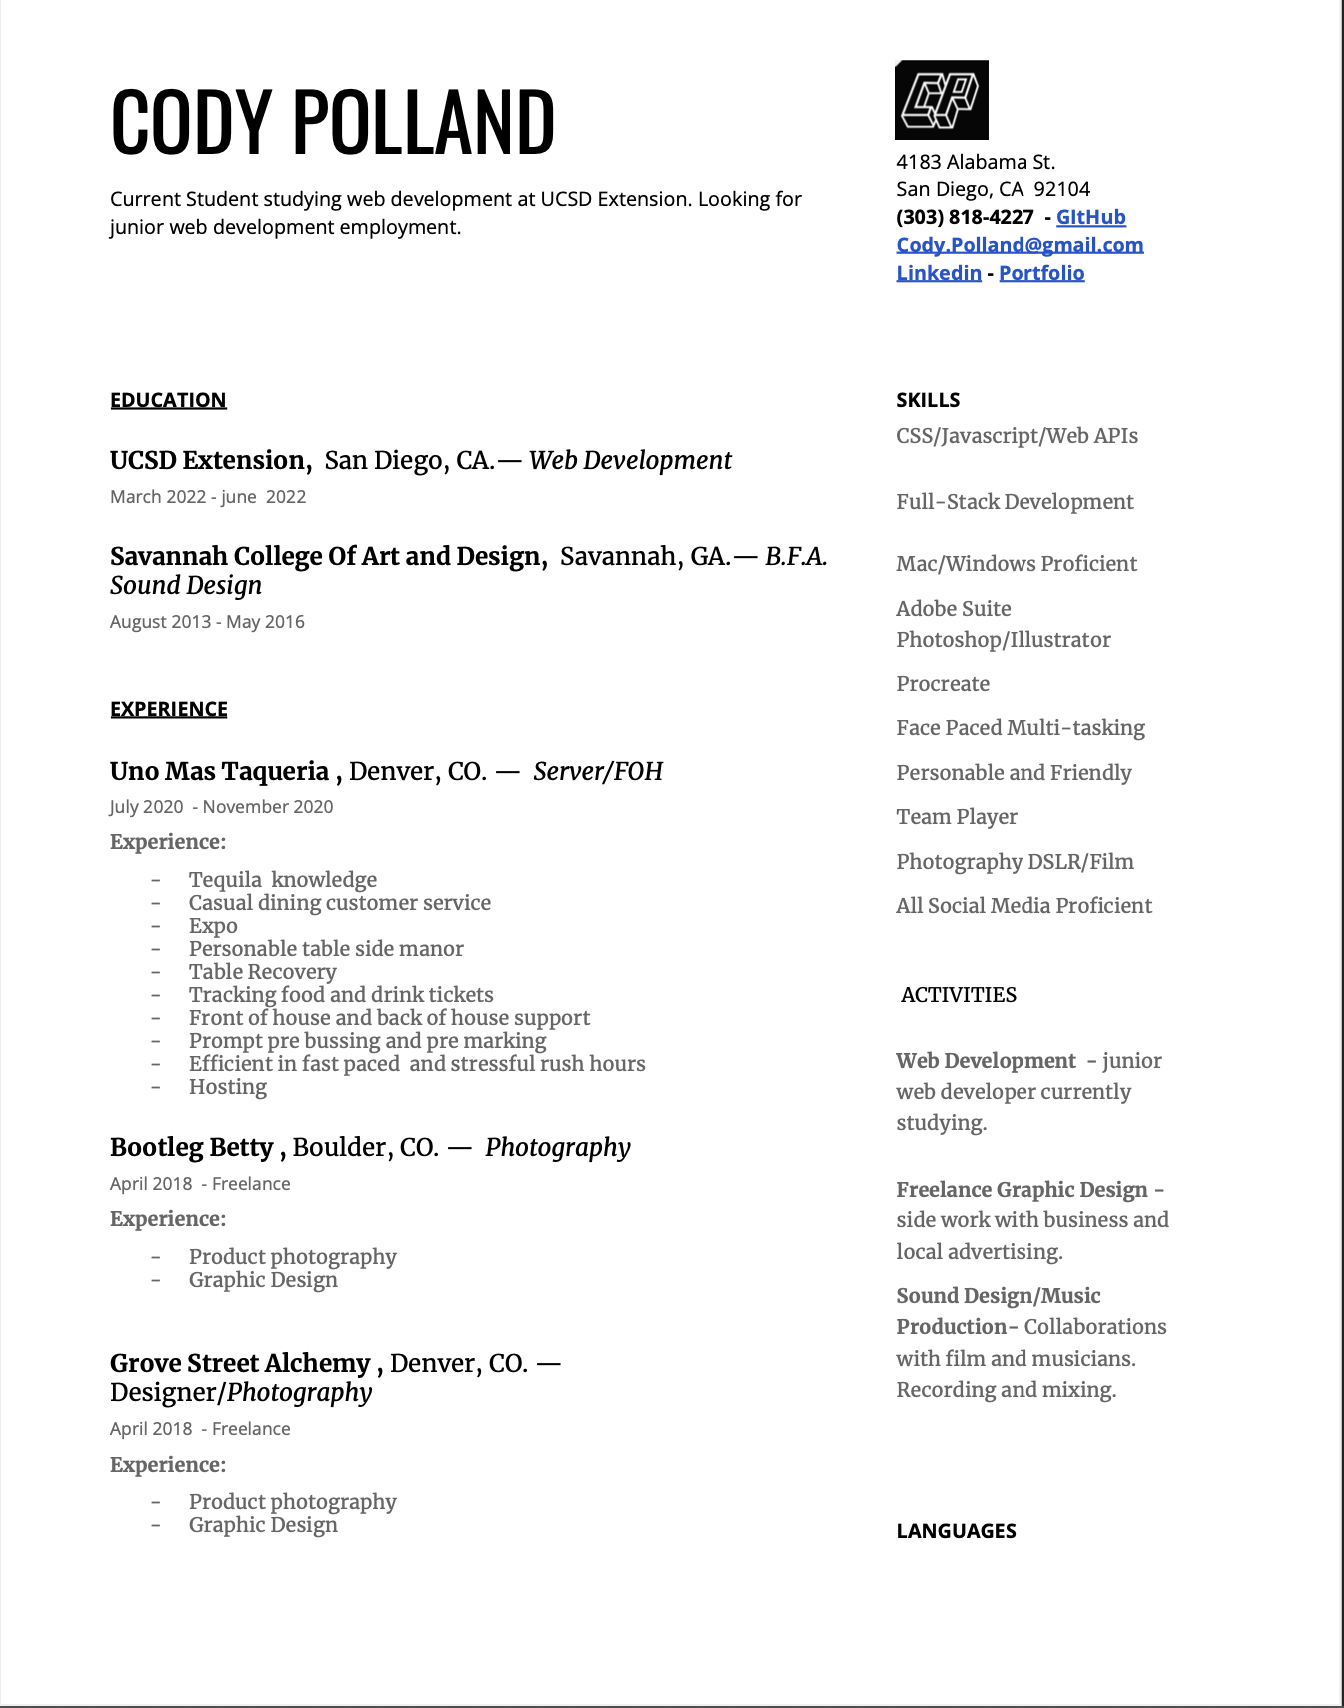 CODY POLLAND
Current Student studying web development at UCSD Extension. Looking for
junior web development employment.
CP
4183 Alabama St.
San Diego, CA  92104
(303) 818-4227  - GItHub
Cody.Polland@gmail.com
Linkedin - Portfolio
EDUCATION
UCSD Extension,  San Diego, CA.— Web Development
March 2022 - june  2022
Savannah College Of Art and Design,  Savannah, GA.— B.F.A.
Sound Design
August 2013 - May 2016
EXPERIENCE
Uno Mas Taqueria , Denver, CO. —  Server/FOH
July 2020  - November 2020
Experience:
- Tequila  knowledge
- Casual dining customer service
- Expo
- Personable table side manor
- Table Recovery
- Tracking food and drink tickets
- Front of house and back of house support
- Prompt pre bussing and pre marking
- Efficient in fast paced  and stressful rush hours
- Hosting
Bootleg Betty , Boulder, CO. —  Photography
April 2018  - Freelance
Experience:
- Product photography
- Graphic Design
Grove Street Alchemy , Denver, CO. —
Designer/Photography
April 2018  - Freelance
Experience:
- Product photography
- Graphic Design
SKILLS
CSS/Javascript/Web APIs
Full-Stack Development
Mac/Windows Proficient
Adobe Suite
Photoshop/Illustrator
Procreate
Face Paced Multi-tasking
Personable and Friendly
Team Player
Photography DSLR/Film
All Social Media Proficient
ACTIVITIES
Web Development  - junior
web developer currently
studying.
Freelance Graphic Design -
side work with business and
local advertising.
Sound Design/Music
Production- Collaborations
with film and musicians.
Recording and mixing.
LANGUAGES